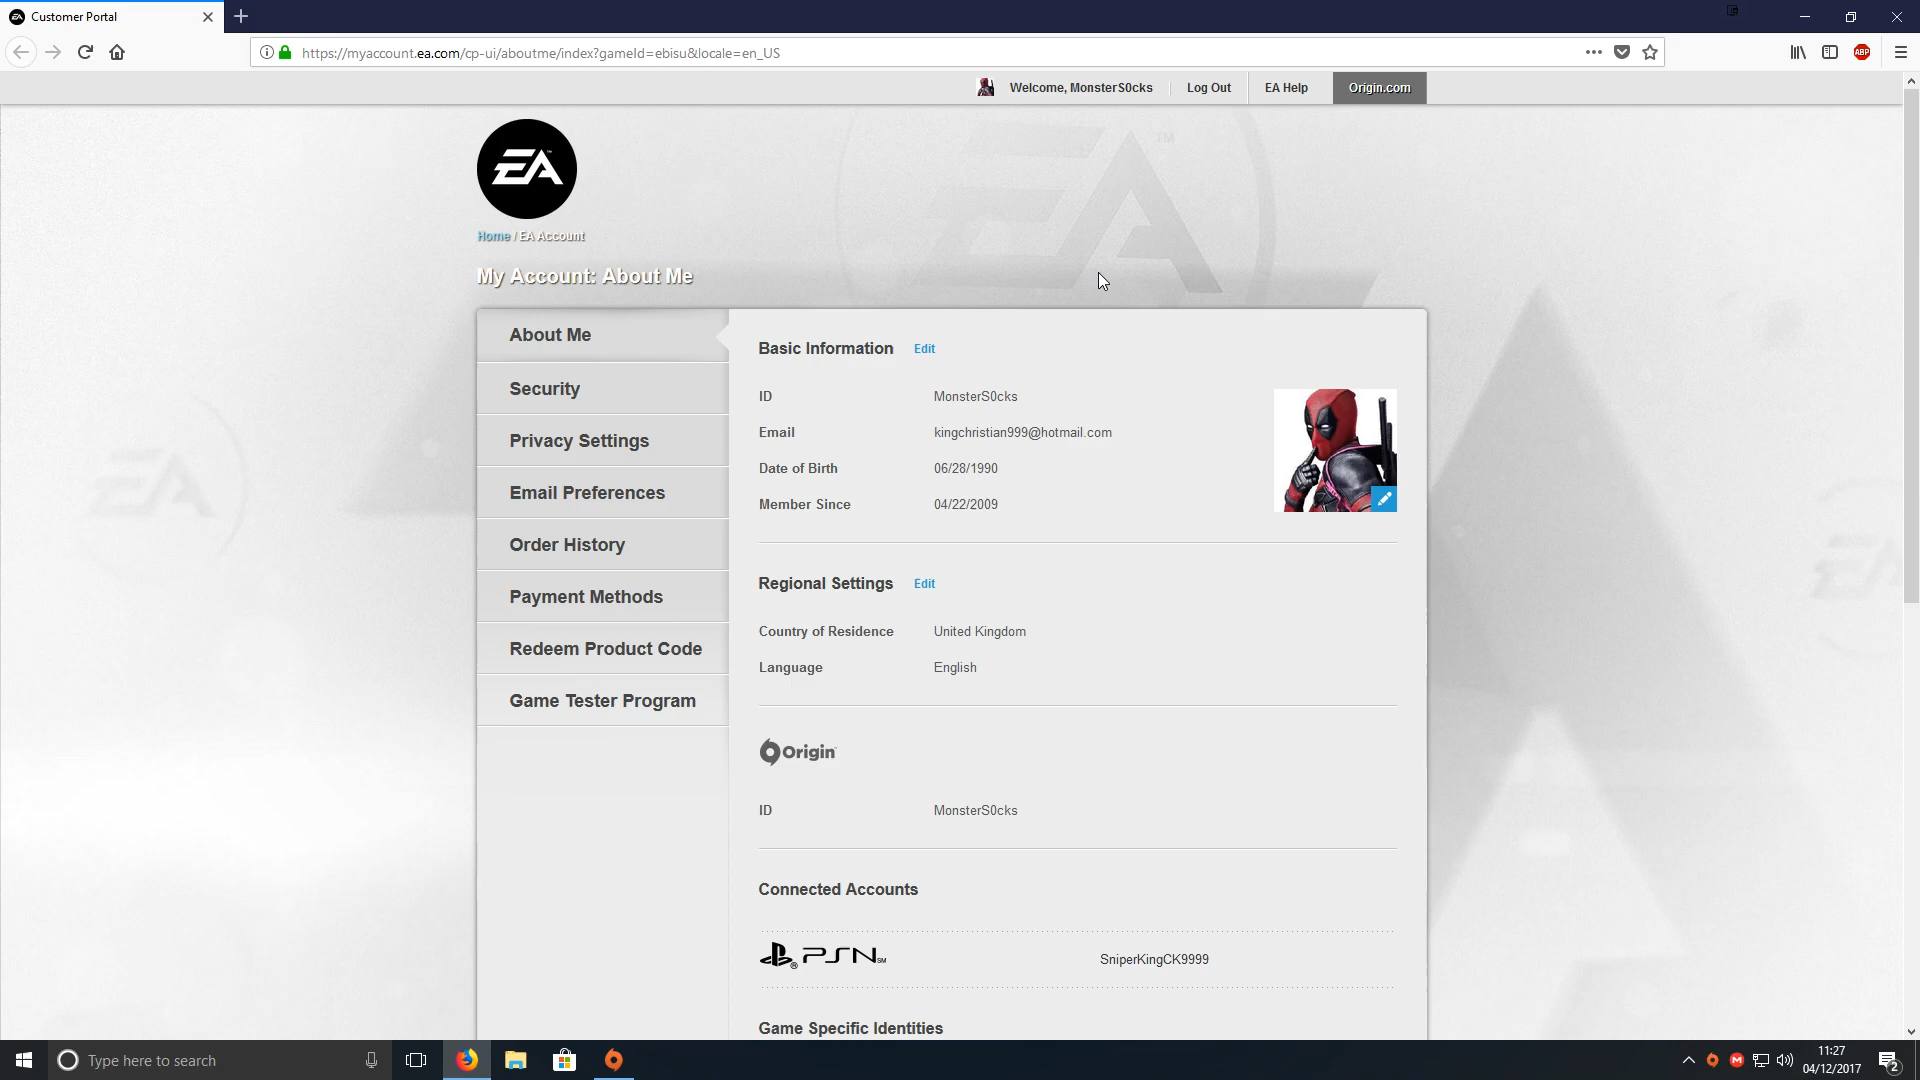 Customer Portal
https://myaccount.ea.com/cp-ui/aboutme/index?gameId=ebisu&locale=en_US
ABP
Welcome, MonsterS0cks
Log Out
EA Help
Origin.com
EA
TM
Home / EA Account
My Account: About Me
About Me
Security
Privacy Settings
Email Preferences
Order History
Payment Methods
Redeem Product Code
Game Tester Program
Basic Information Edit
ID MonsterS0cks
Email kingchristian999@hotmail.com
Date of Birth 06/28/1990
Member Since 04/22/2009
Regional Settings Edit
Country of Residence United Kingdom
Language English
Origin
ID MonsterS0cks
Connected Accounts
PSN SM SniperKingCK9999
Game Specific Identities
Type here to search
11:27
04/12/2017
2